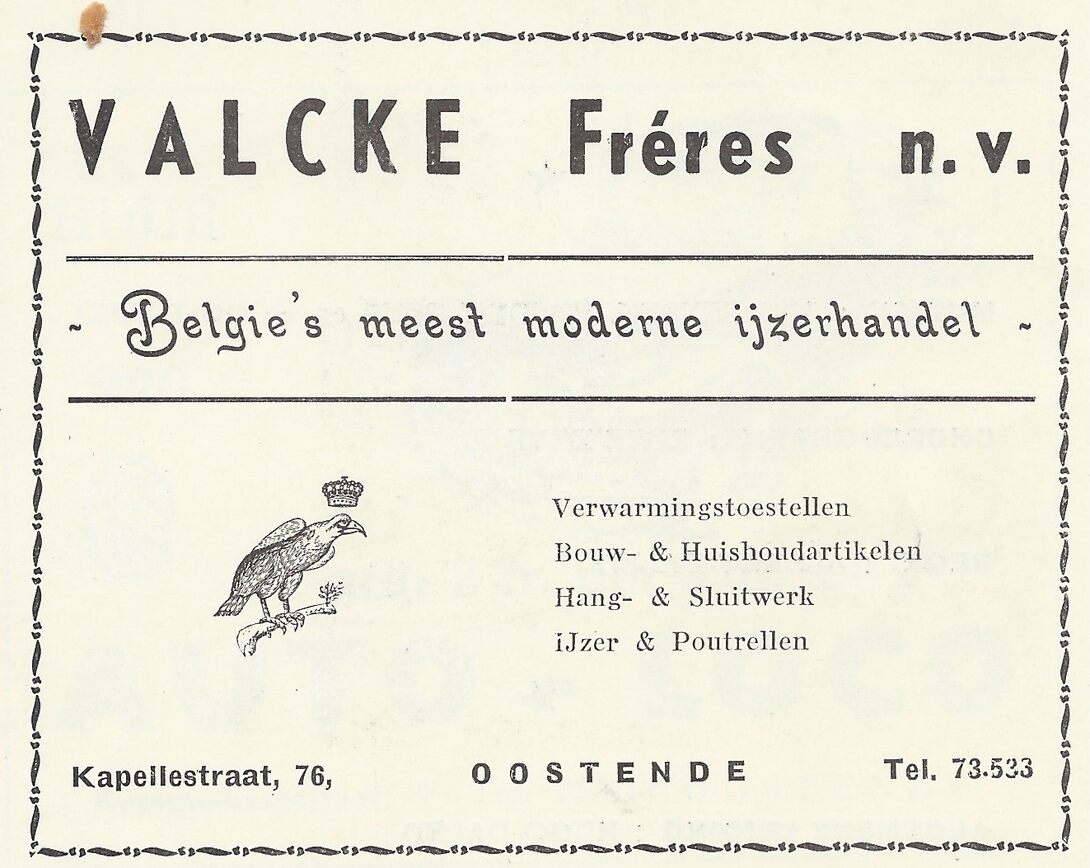 VALCKE Fréres n.v.
- Belgie's meest moderne ijzerhandel -
Verwarmingstoestellen
Bouw- & Huishoudartikelen
Hang- & Sluitwerk
iJzer & Poutrellen
Kapellestraat, 76, OOSTENDE Tel. 73.533